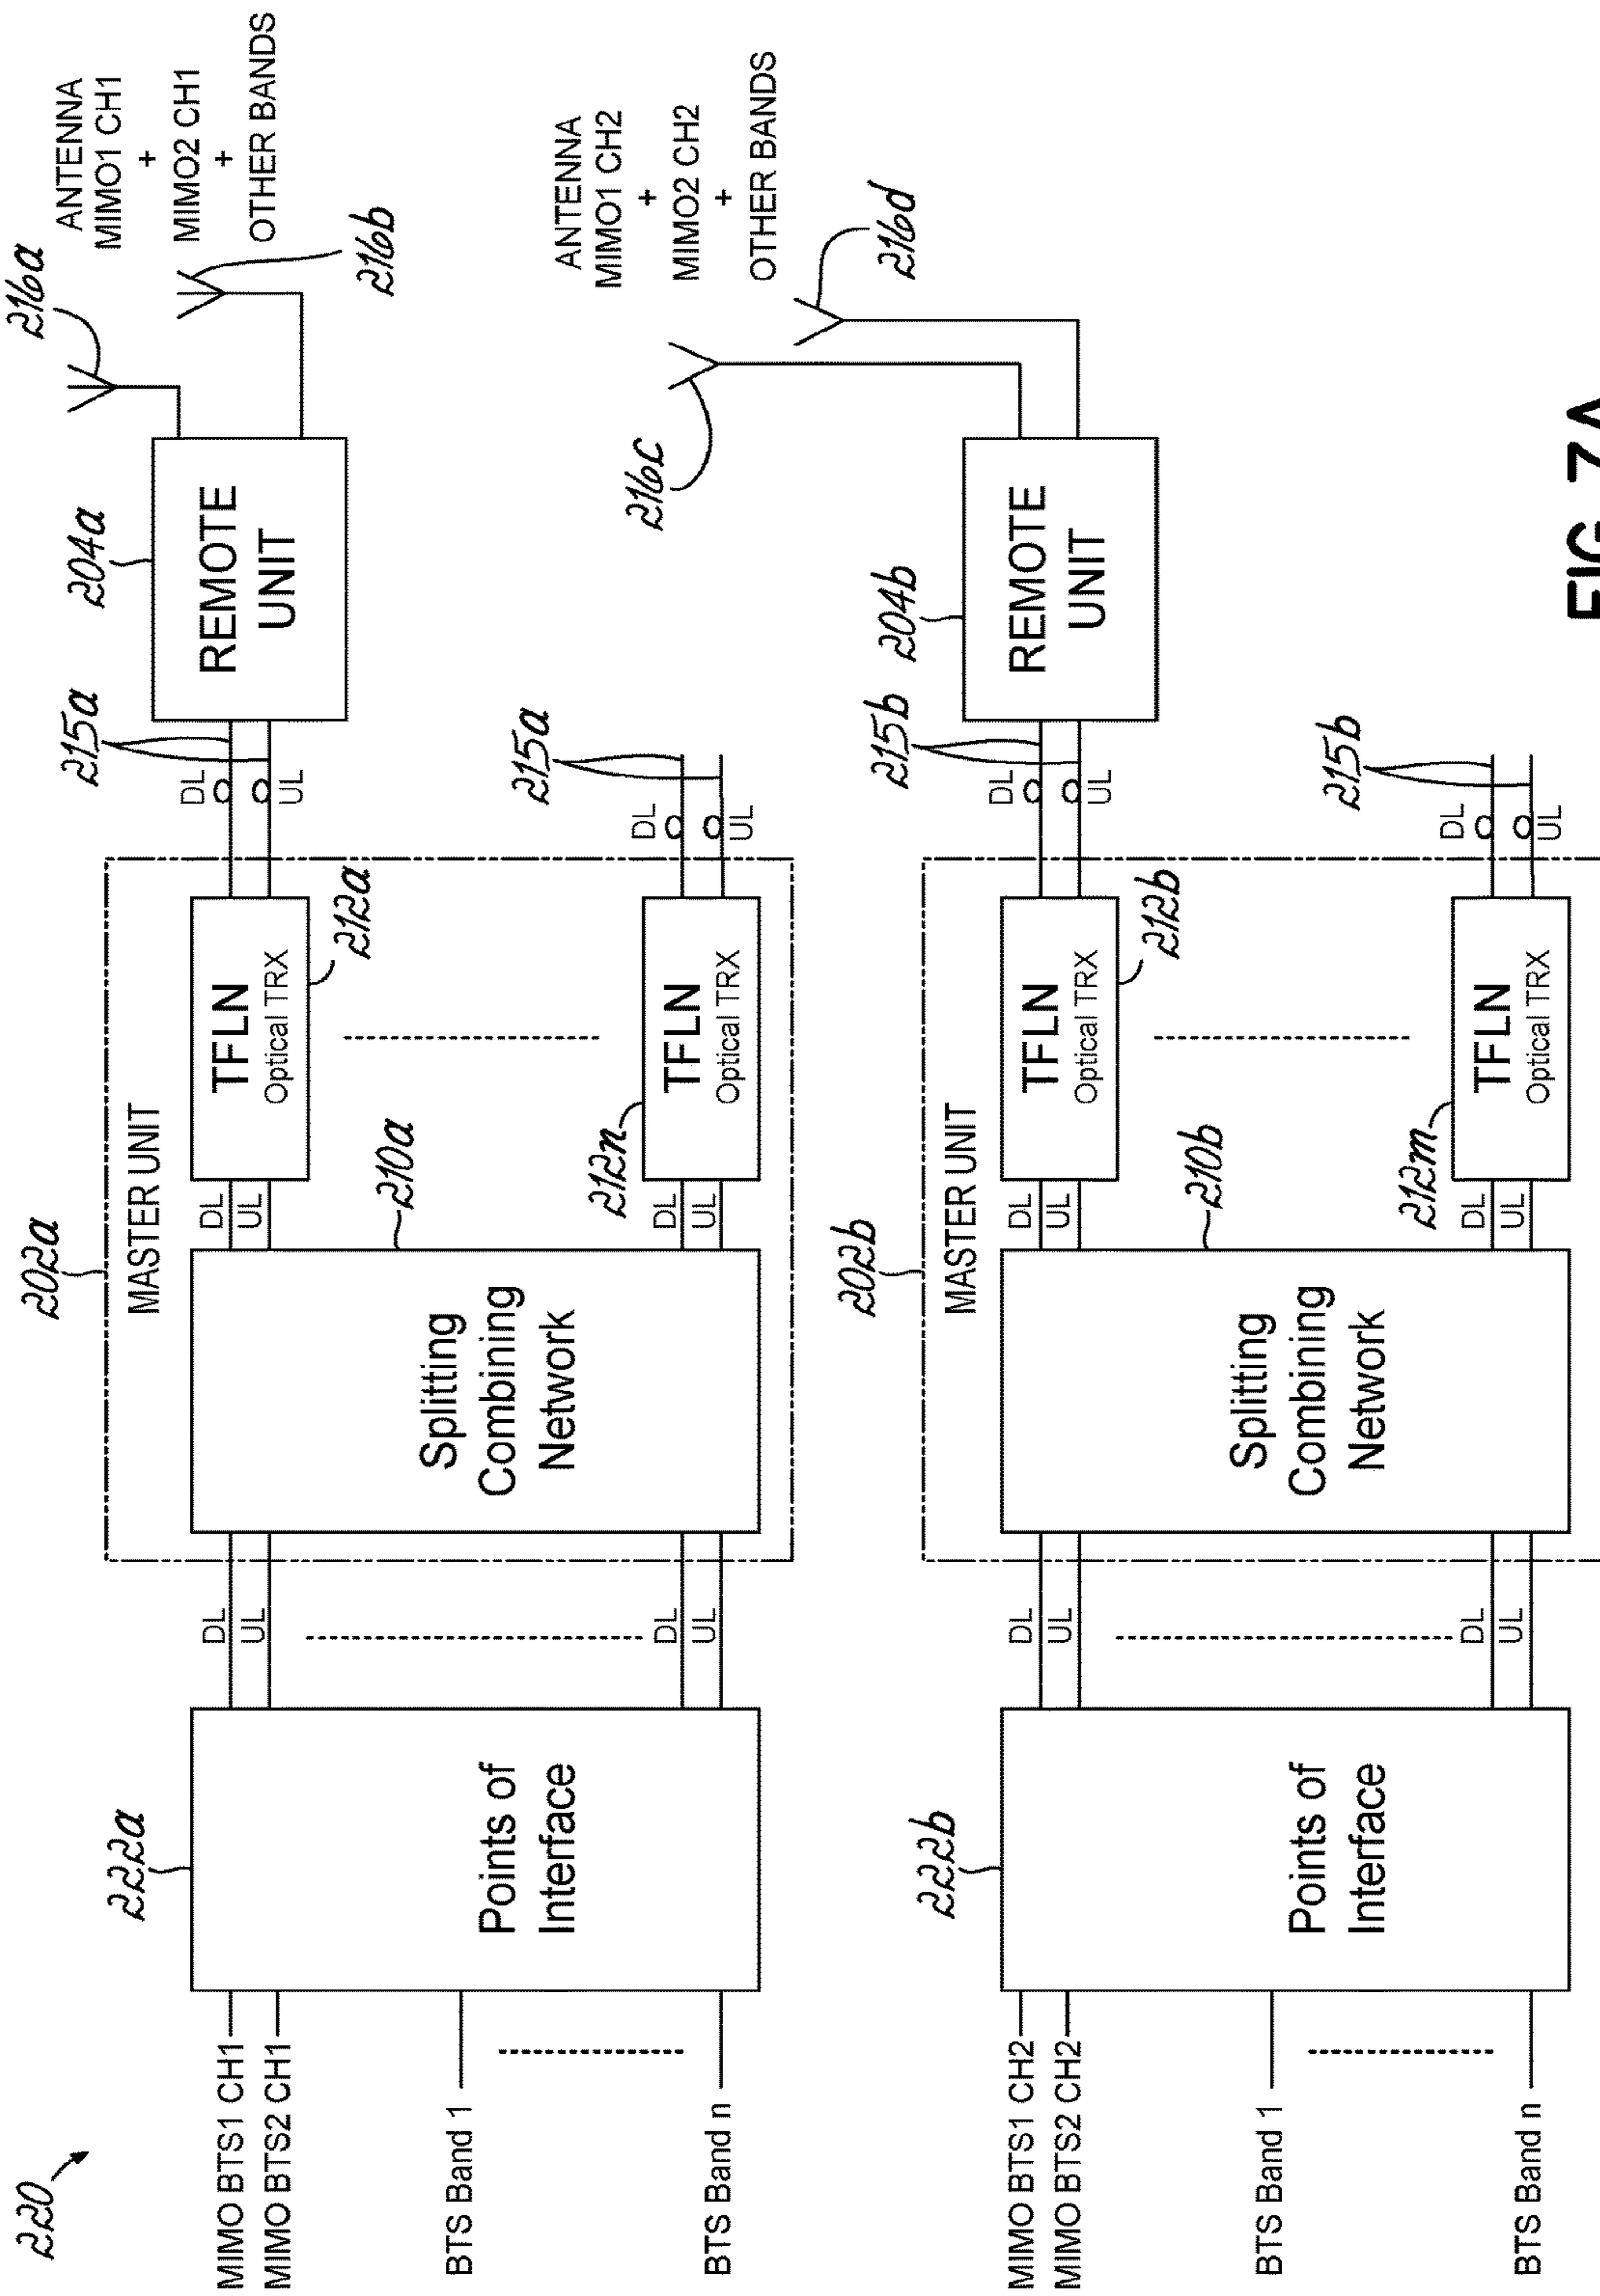 220
MIMO BTS1 CH1
MIMO BTS2 CH1
BTS Band 1
BTS Band n
222a
Points of
Interface
DL
UL
DL
UL
202a
MASTER UNIT
210a
Splitting
Combining
Network
DL
UL
DL
UL
TFLN
Optical TRX
212a
212n
TFLN
Optical TRX
215a
DL
UL
215a
DL
UL
204a
REMOTE
UNIT
216a
216b
ANTENNA
MIMO1 CH1
+
MIMO2 CH1
+
OTHER BANDS
MIMO BTS1 CH2
MIMO BTS2 CH2
BTS Band 1
BTS Band n
222b
Points of
Interface
DL
UL
DL
UL
202b
MASTER UNIT
210b
Splitting
Combining
Network
DL
UL
DL
UL
TFLN
Optical TRX
212b
212m
TFLN
Optical TRX
215b
DL
UL
215b
DL
UL
204b
REMOTE
UNIT
216c
216d
ANTENNA
MIMO1 CH2
+
MIMO2 CH2
+
OTHER BANDS
FIG. 7A